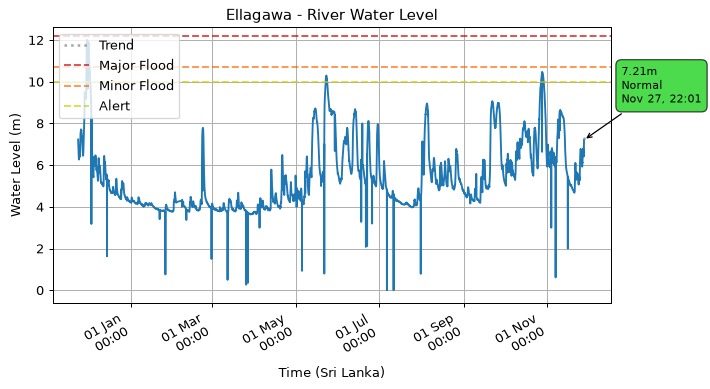 Ellagawa - River Water Level
Water Level (m)
12
10
8
6
4
2
0
Trend
Major Flood
Minor Flood
Alert
7.21m
Normal
Nov 27, 22:01
01 Jan
00:00
01 Mar
00:00
01 May
00:00
01 Jul
00:00
01 Sep
00:00
01 Nov
00:00
Time (Sri Lanka)